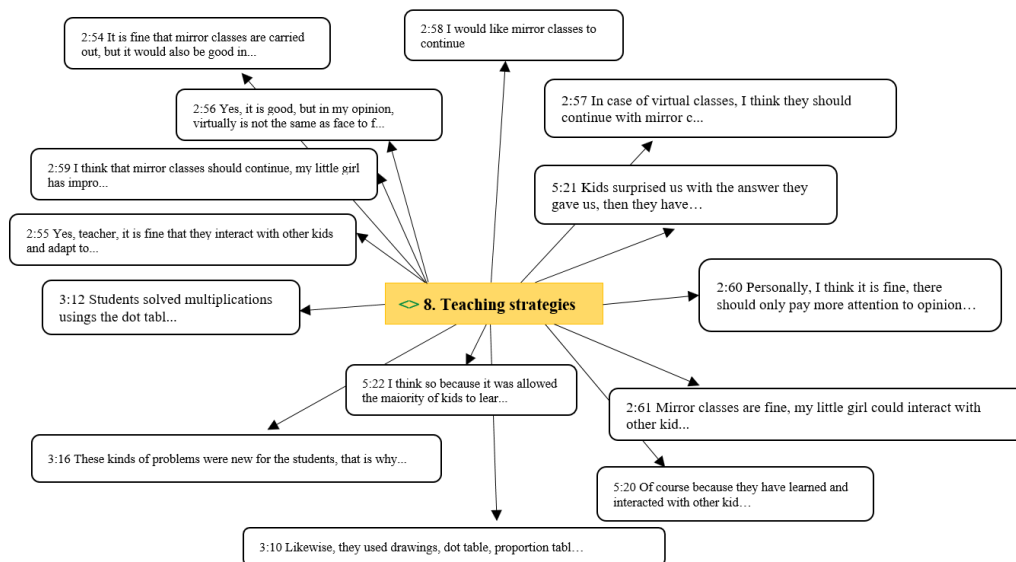 2:54 It is fine that mirror classes are carried
out, but it would also be good in...
2:58 I would like mirror classes to
continue
2:56 Yes, it is good, but in my opinion,
virtually is not the same as face to f...
2:57 In case of virtual classes, I think they should
continue with mirror c...
2:59 I think that mirror classes should continue, my little girl
has impro...
5:21 Kids surprised us with the answer they
gave us, then they have…
2:55 Yes, teacher, it is fine that they interact with other kids
and adapt to...
3:12 Students solved multiplications
usings the dot tabl...
<> 8. Teaching strategies
2:60 Personally, I think it is fine, there
should only pay more attention to opinion…
5:22 I think so because it was allowed
the maiority of kids to lear...
2:61 Mirror classes are fine, my little girl could interact with
other kid...
3:16 These kinds of problems were new for the students, that is why...
5:20 Of course because they have learned and
interacted with other kid…
3:10 Likewise, they used drawings, dot table, proportion tabl…